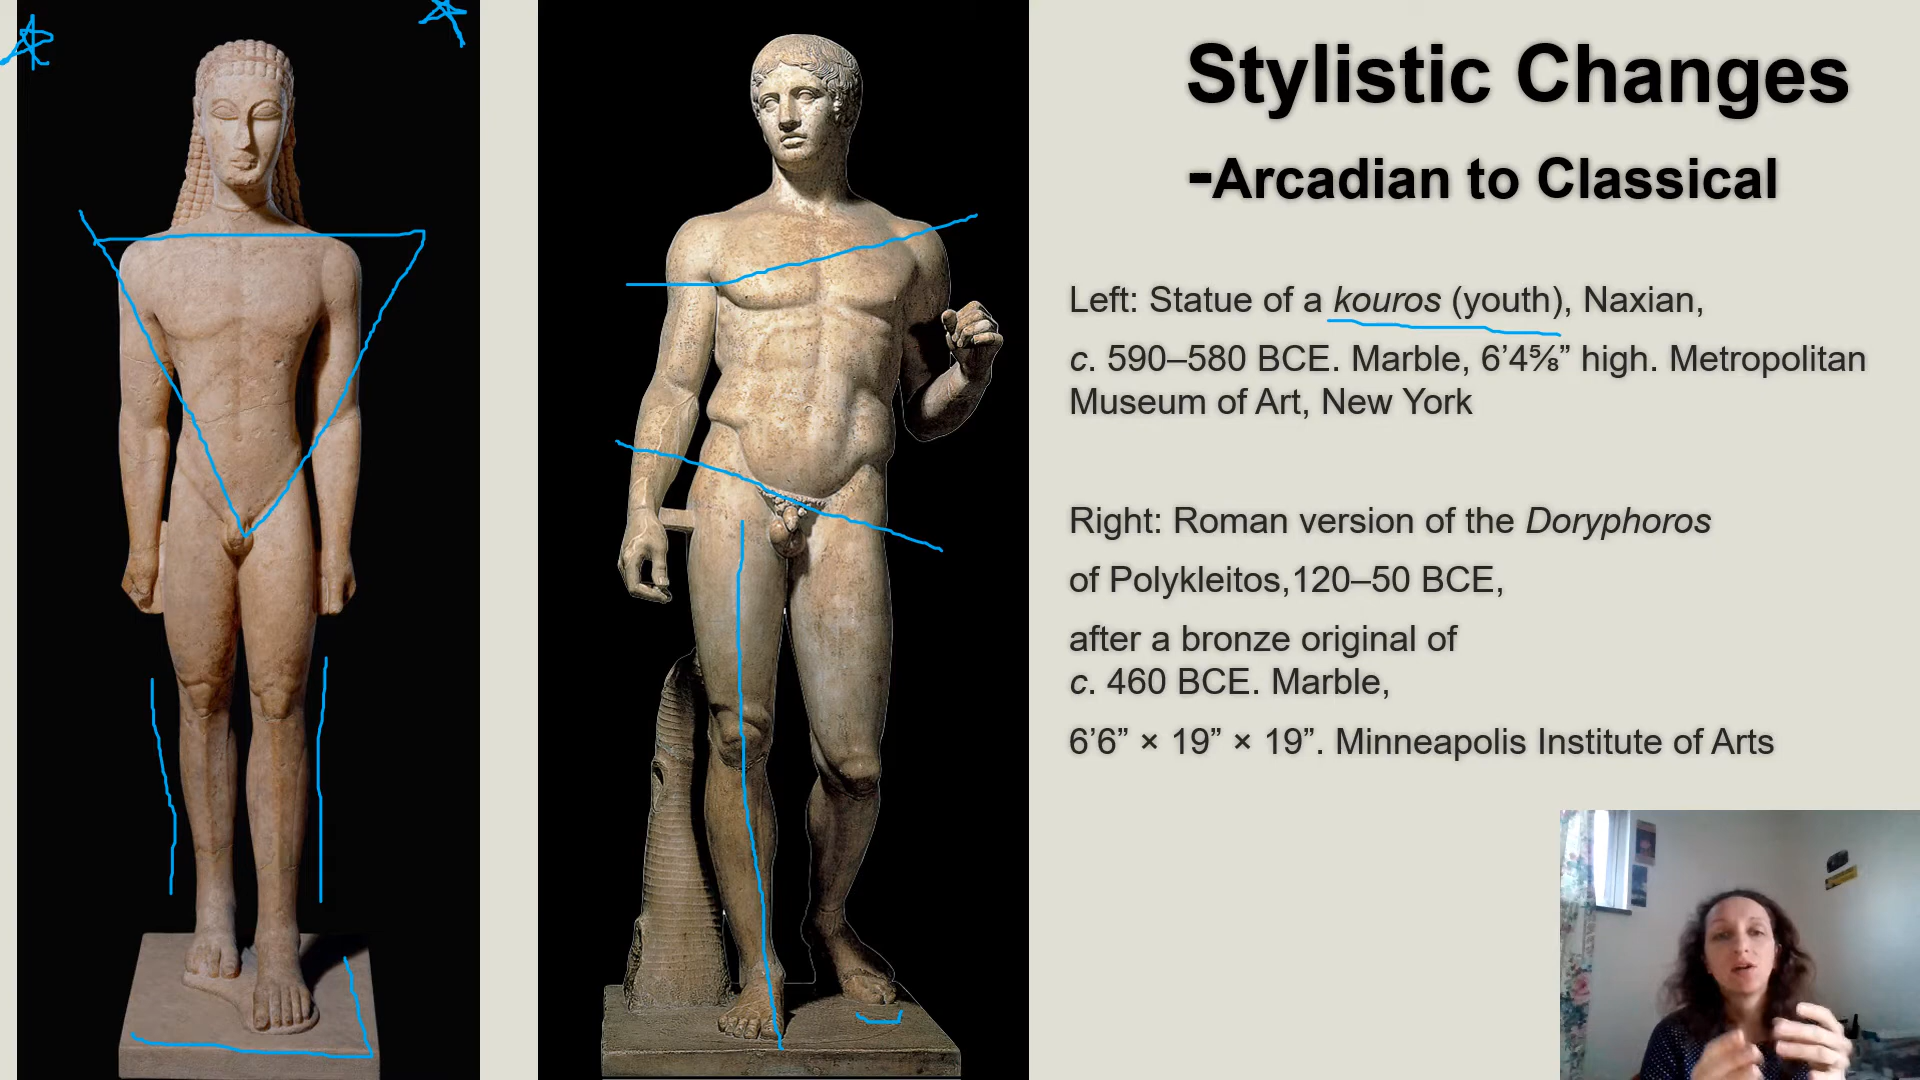 Stylistic Changes
-Arcadian to Classical
Left: Statue of a kouros (youth), Naxian,
c. 590–580 BCE. Marble, 6’4⅝” high. Metropolitan
Museum of Art, New York
Right: Roman version of the Doryphoros
of Polykleitos,120–50 BCE,
after a bronze original of
c. 460 BCE. Marble,
6’6” × 19” × 19”. Minneapolis Institute of Arts